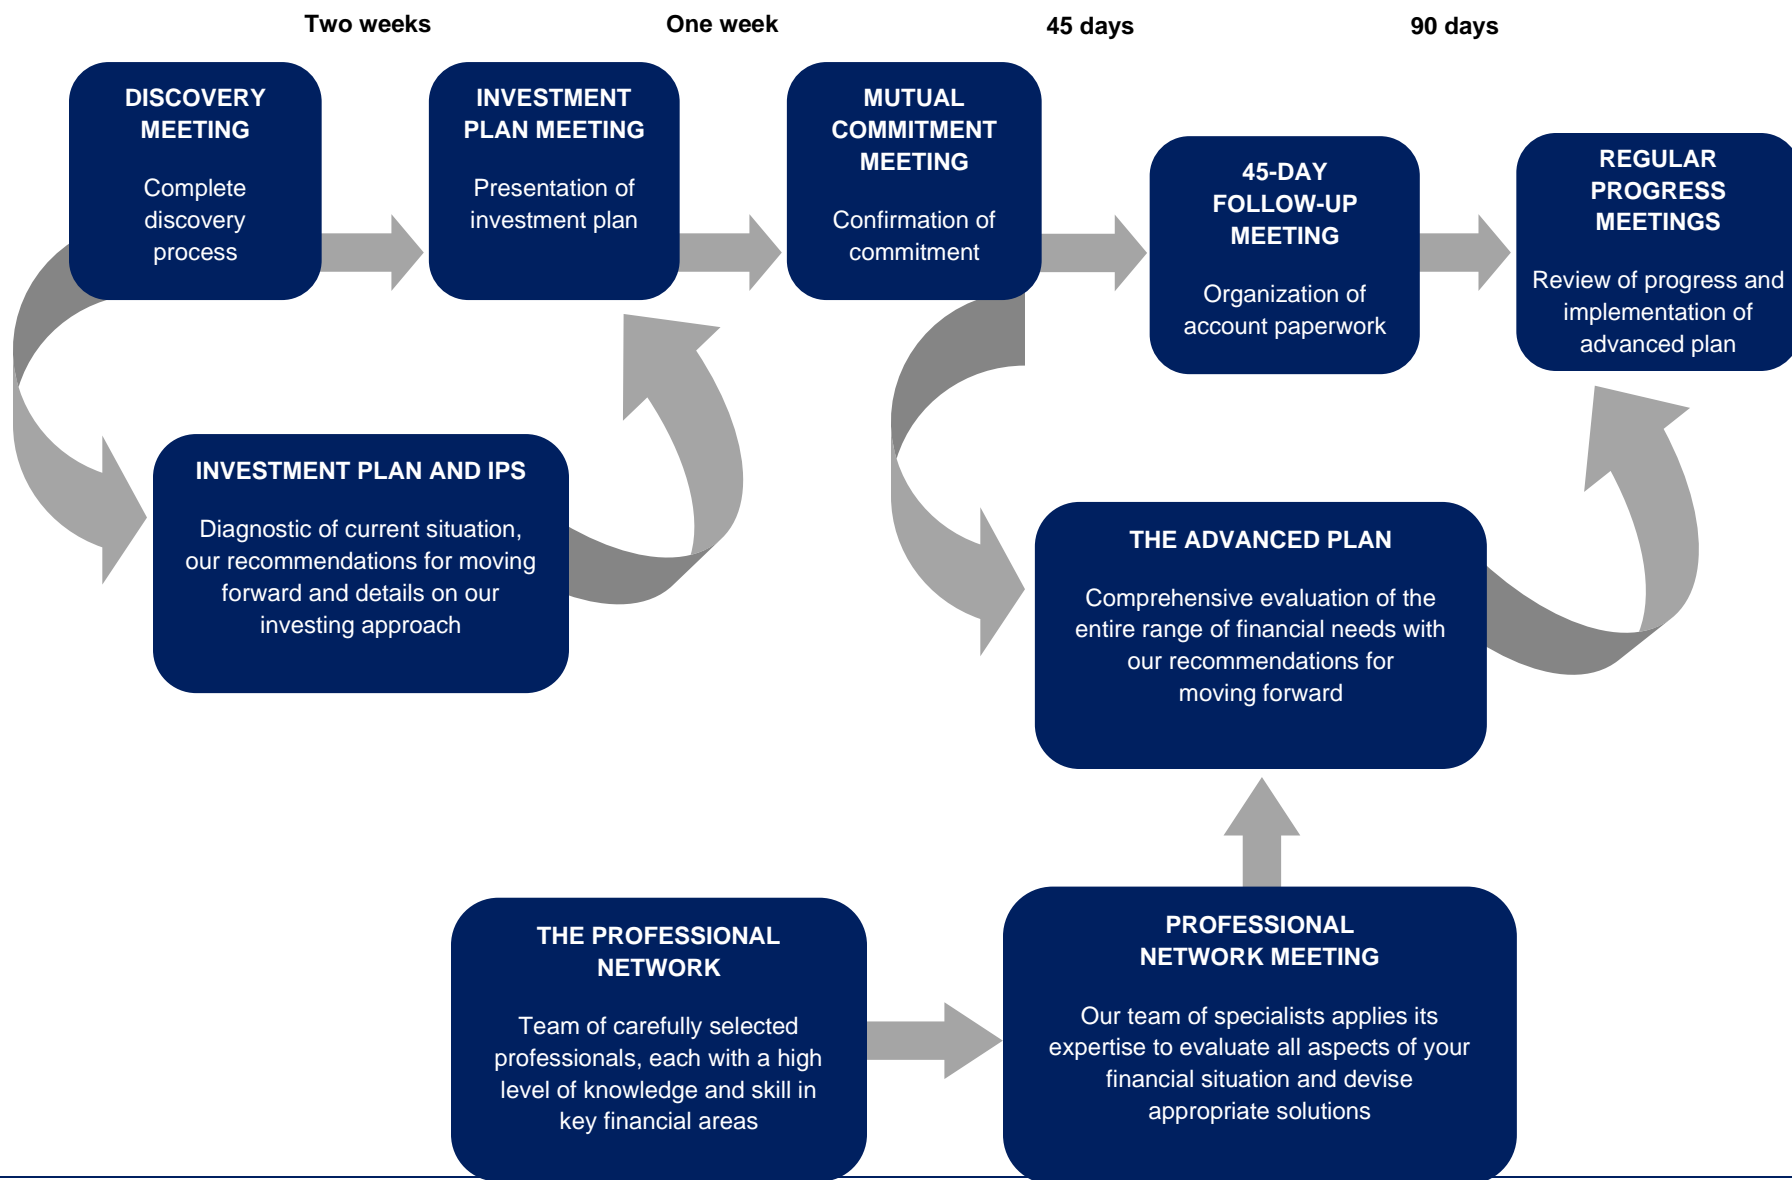 Two weeks
One week
45 days
90 days
DISCOVERY
MEETING
Complete
discovery
process
INVESTMENT
PLAN MEETING
Presentation of
investment plan
MUTUAL
COMMITMENT
MEETING
Confirmation of
commitment
45-DAY
FOLLOW-UP
MEETING
Organization of
account paperwork
REGULAR
PROGRESS
MEETINGS
Review of progress and
implementation of
advanced plan
INVESTMENT PLAN AND IPS
Diagnostic of current situation,
our recommendations for moving
forward and details on our
investing approach
THE ADVANCED PLAN
Comprehensive evaluation of the
entire range of financial needs with
our recommendations for
moving forward
THE PROFESSIONAL
NETWORK
Team of carefully selected
professionals, each with a high
level of knowledge and skill in
key financial areas
PROFESSIONAL
NETWORK MEETING
Our team of specialists applies its
expertise to evaluate all aspects of your
financial situation and devise
appropriate solutions